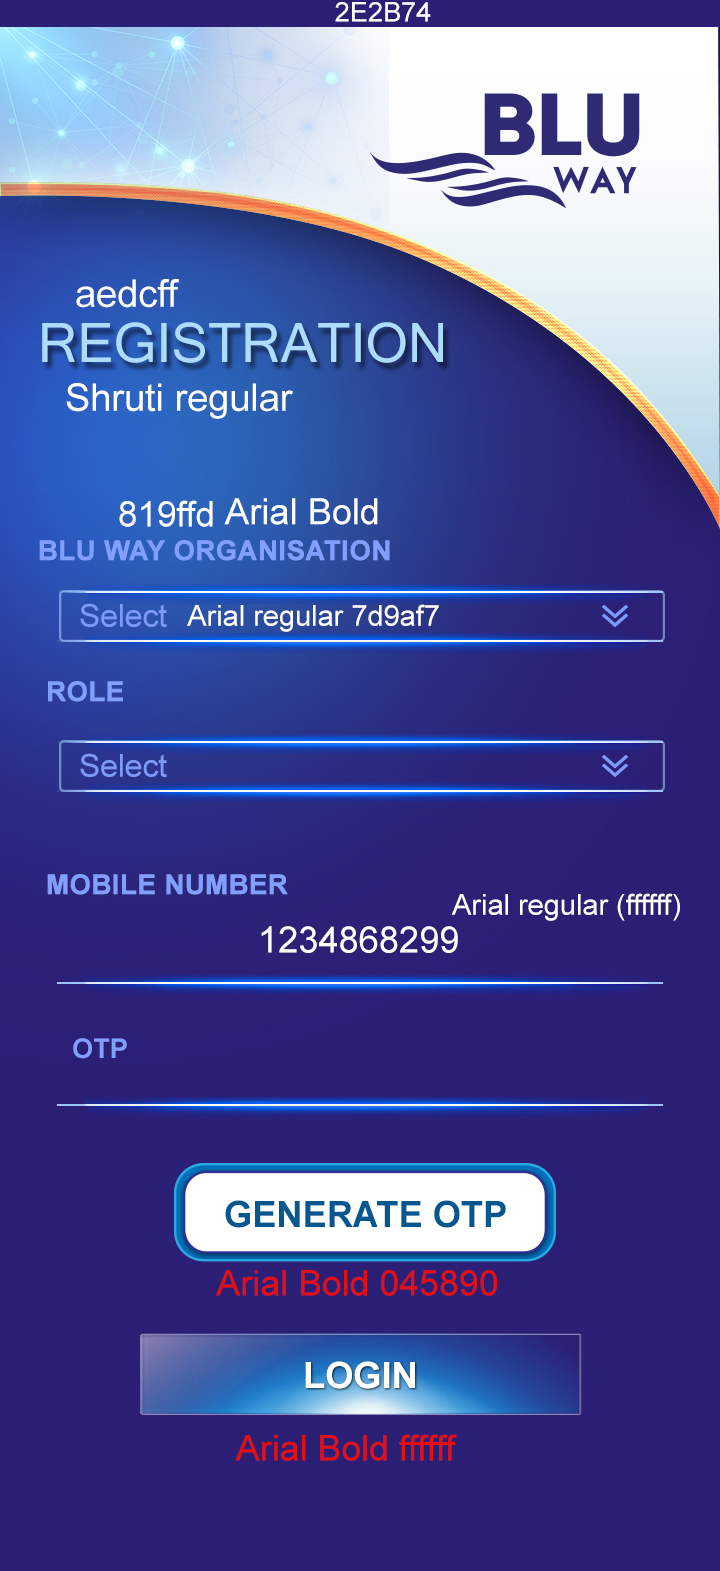 2E2B74
BLU
WAY
aedcff
REGISTRATION
Shruti regular
819ffd Arial Bold
BLU WAY ORGANISATION
Select Arial regular 7d9af7
ROLE
Select
MOBILE NUMBER
Arial regular (ffffff)
1234868299
OTP
GENERATE OTP
Arial Bold 045890
LOGIN
Arial Bold ffffff